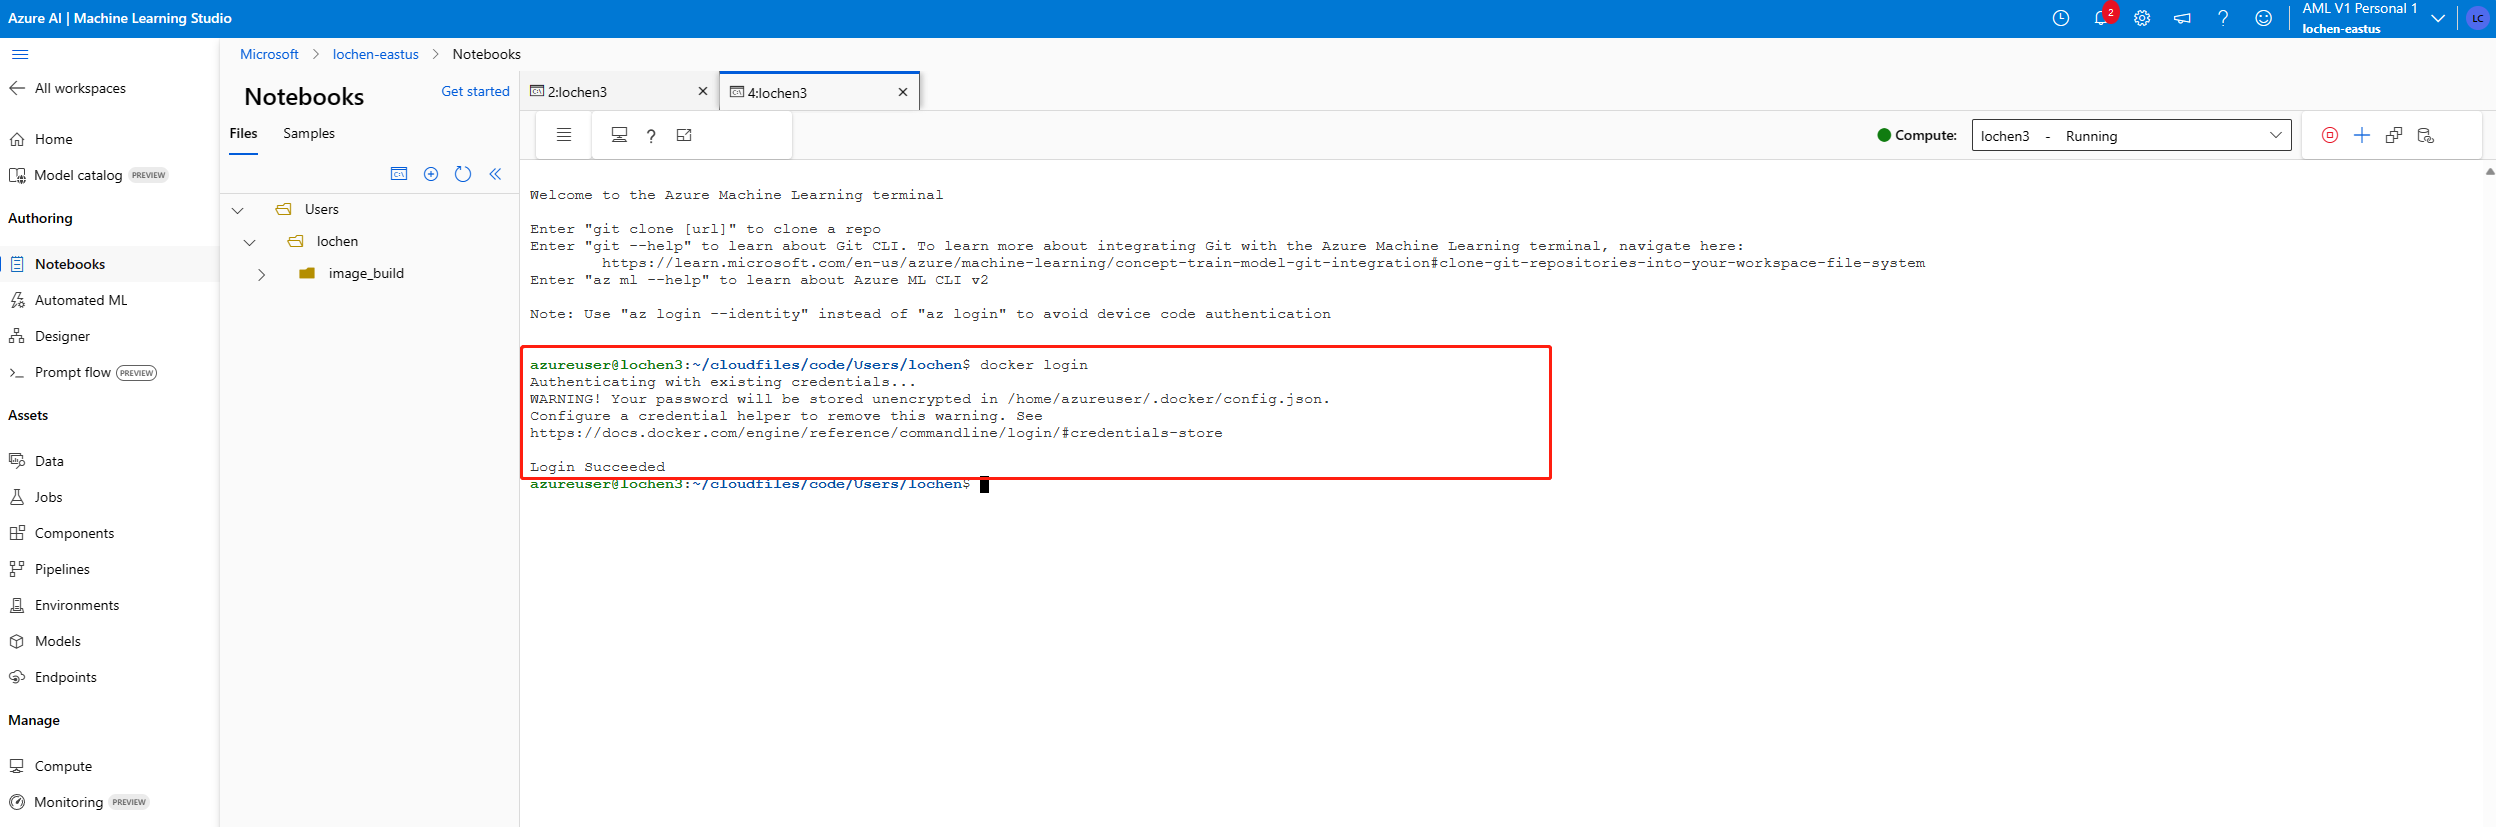 Azure AI | Machine Learning Studio
2
AML V1 Personal 1
lochen-eastus
LC
Microsoft > lochen-eastus > Notebooks
All workspaces
Home
Model catalog PREVIEW
Authoring
Notebooks
Automated ML
Designer
Prompt flow PREVIEW
Assets
Data
Jobs
Components
Pipelines
Environments
Models
Endpoints
Manage
Compute
Monitoring PREVIEW
Notebooks
Get started
Files Samples
Users
lochen
image_build
2:lochen3
4:lochen3
Compute: lochen3 - Running
Welcome to the Azure Machine Learning terminal
Enter "git clone [url]" to clone a repo
Enter "git --help" to learn about Git CLI. To learn more about integrating Git with the Azure Machine Learning terminal, navigate here:
https://learn.microsoft.com/en-us/azure/machine-learning/concept-train-model-git-integration#clone-git-repositories-into-your-workspace-file-system
Enter "az ml --help" to learn about Azure ML CLI v2
Note: Use "az login --identity" instead of "az login" to avoid device code authentication
azureuser@lochen3:~/cloudfiles/code/Users/lochen$ docker login
Authenticating with existing credentials...
WARNING! Your password will be stored unencrypted in /home/azureuser/.docker/config.json.
Configure a credential helper to remove this warning. See
https://docs.docker.com/engine/reference/commandline/login/#credentials-store
Login Succeeded
azureuser@lochen3:~/cloudfiles/code/Users/lochen$